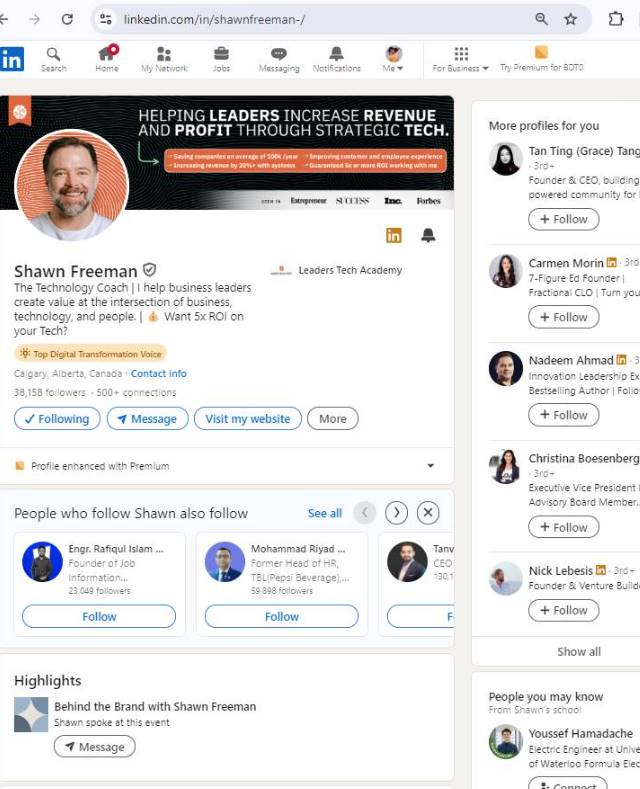 linkedin.com/in/shawnfreeman-/
in
Search
Home
My Network
Jobs
Messaging
Notifications
Me
For Business
Try Premium for BDT0
HELPING LEADERS INCREASE REVENUE
AND PROFIT THROUGH STRATEGIC TECH.
Saving companies an average of 100k /year
Improving customer and employee experience
Increasing revenue by 20%+ with systems
Guaranteed 5x or more ROI working with me
SEEN IN Entrepreneur SUCCESS Inc. Forbes
in
Shawn Freeman
Leaders Tech Academy
The Technology Coach | I help business leaders
create value at the intersection of business,
technology, and people. | 💰 Want 5x ROI on
your Tech?
Top Digital Transformation Voice
Calgary, Alberta, Canada · Contact info
38,158 followers · 500+ connections
Following
Message
Visit my website
More
Profile enhanced with Premium
People who follow Shawn also follow
See all
Engr. Rafiqul Islam ...
Founder of Job
Information...
23,049 followers
Follow
Mohammad Riyad ...
Former Head of HR,
TBL(Pepsi Beverage),...
59,898 followers
Follow
Tanv
CEO
130,1
F
Highlights
Behind the Brand with Shawn Freeman
Shawn spoke at this event
Message
More profiles for you
Tan Ting (Grace) Tang
· 3rd+
Founder & CEO, building
powered community for
+ Follow
Carmen Morin in · 3rd
7-Figure Ed Founder |
Fractional CLO | Turn you
+ Follow
Nadeem Ahmad in · 3
Innovation Leadership Ex
Bestselling Author | Follo
+ Follow
Christina Boesenberg
· 3rd+
Executive Vice President
Advisory Board Member..
+ Follow
Nick Lebesis in · 3rd+
Founder & Venture Builde
+ Follow
Show all
People you may know
From Shawn's school
Youssef Hamadache
Electric Engineer at Unive
of Waterloo Formula Elec
Connect